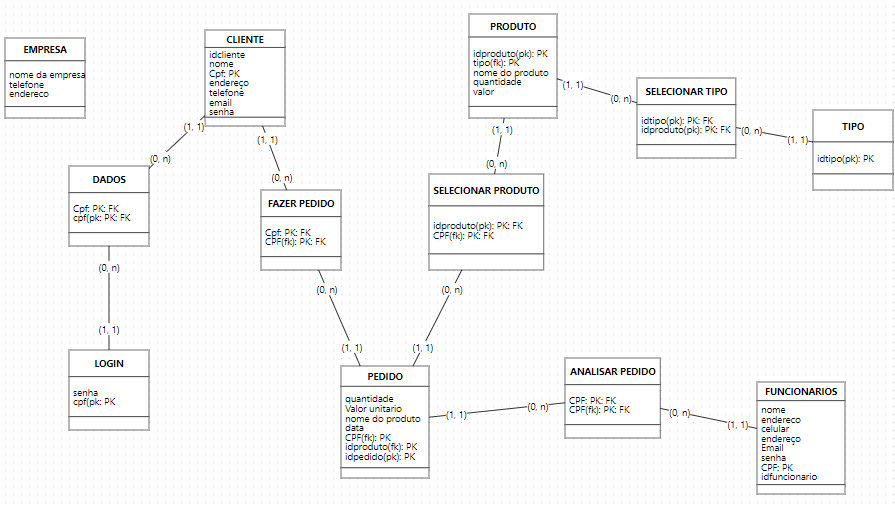 EMPRESA
nome da empresa
telefone
endereco
CLIENTE
idcliente
nome
Cpf: PK
endereço
telefone
email
senha
PRODUTO
idproduto(pk): PK
tipo(fk): PK
nome do produto
quantidade
valor
(1, 1)
(0, n)
SELECIONAR TIPO
idtipo(pk): PK: FK
idproduto(pk): PK: FK
(0, n)
(1, 1)
TIPO
idtipo(pk): PK
(1, 1)
(0, n)
(1, 1)
(0, n)
(1, 1)
(0, n)
DADOS
Cpf: PK: FK
cpf(pk: PK: FK
FAZER PEDIDO
Cpf: PK: FK
CPF(fk): PK: FK
SELECIONAR PRODUTO
idproduto(pk): PK: FK
CPF(fk): PK: FK
(0, n)
(1, 1)
(0, n)
(1, 1)
(0, n)
(1, 1)
LOGIN
senha
cpf(pk: PK
PEDIDO
quantidade
Valor unitario
nome do produto
data
CPF(fk): PK
idproduto(fk): PK
idpedido(pk): PK
(1, 1)
(0, n)
ANALISAR PEDIDO
CPF: PK: FK
CPF(fk): PK: FK
(0, n)
(1, 1)
FUNCIONARIOS
nome
endereco
celular
endereço
Email
senha
CPF: PK
idfuncionario